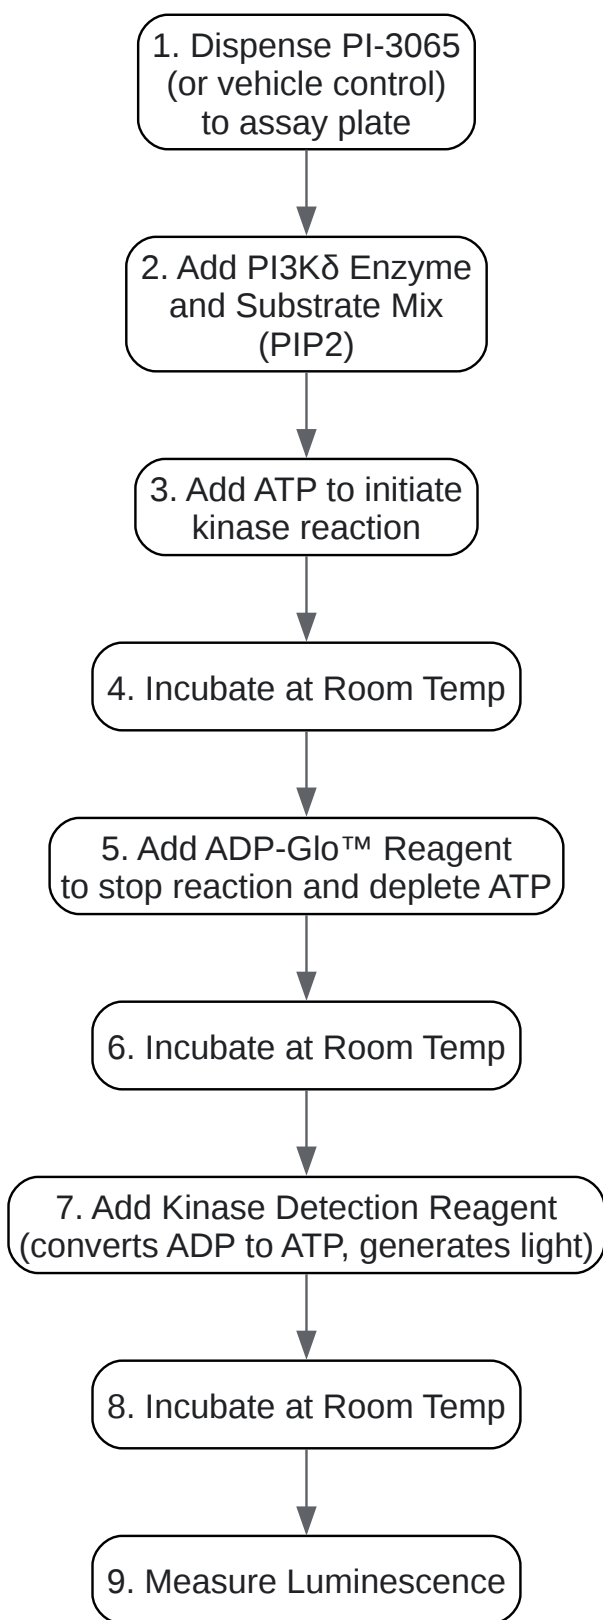 1. Dispense PI-3065
(or vehicle control)
to assay plate
2. Add PI3Kδ Enzyme
and Substrate Mix
(PIP2)
3. Add ATP to initiate
kinase reaction
4. Incubate at Room Temp
5. Add ADP-Glo™ Reagent
to stop reaction and deplete ATP
6. Incubate at Room Temp
7. Add Kinase Detection Reagent
(converts ADP to ATP, generates light)
8. Incubate at Room Temp
9. Measure Luminescence